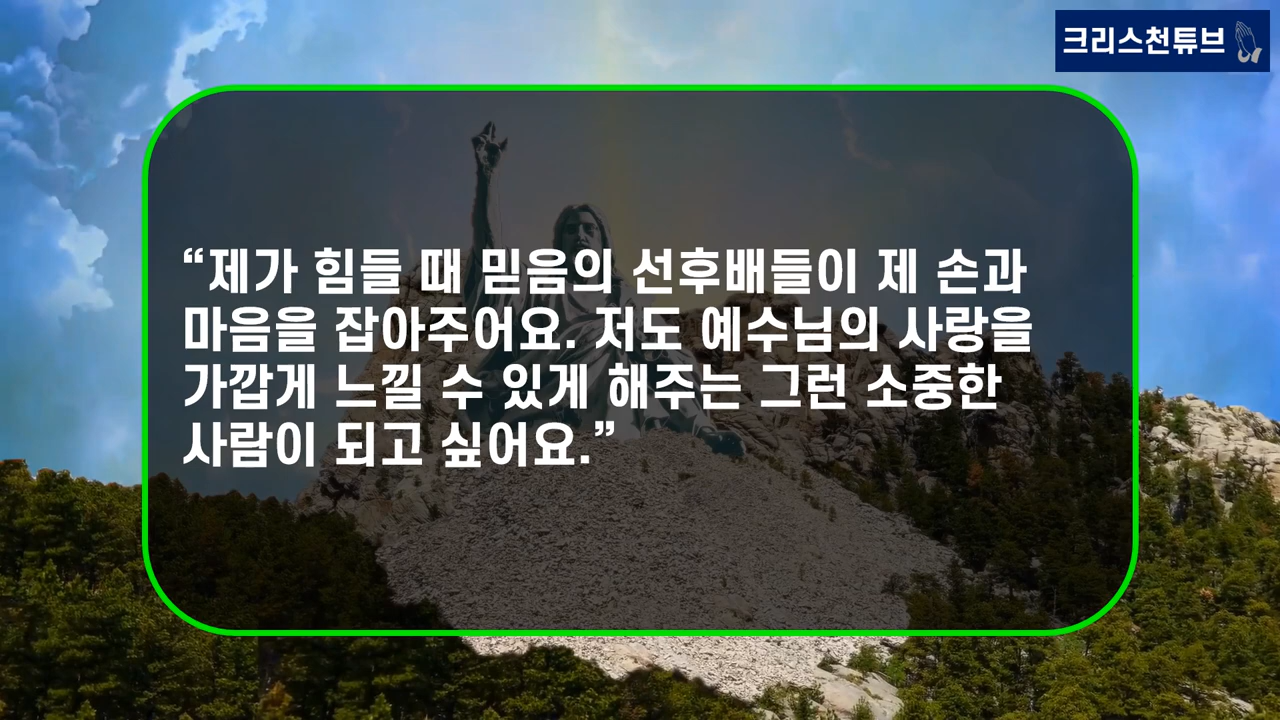 크리스천튜브
“제가 힘들 때 믿음의 선후배들이 제 손과
마음을 잡아주어요. 저도 예수님의 사랑을
가깝게 느낄 수 있게 해주는 그런 소중한
사람이 되고 싶어요.”